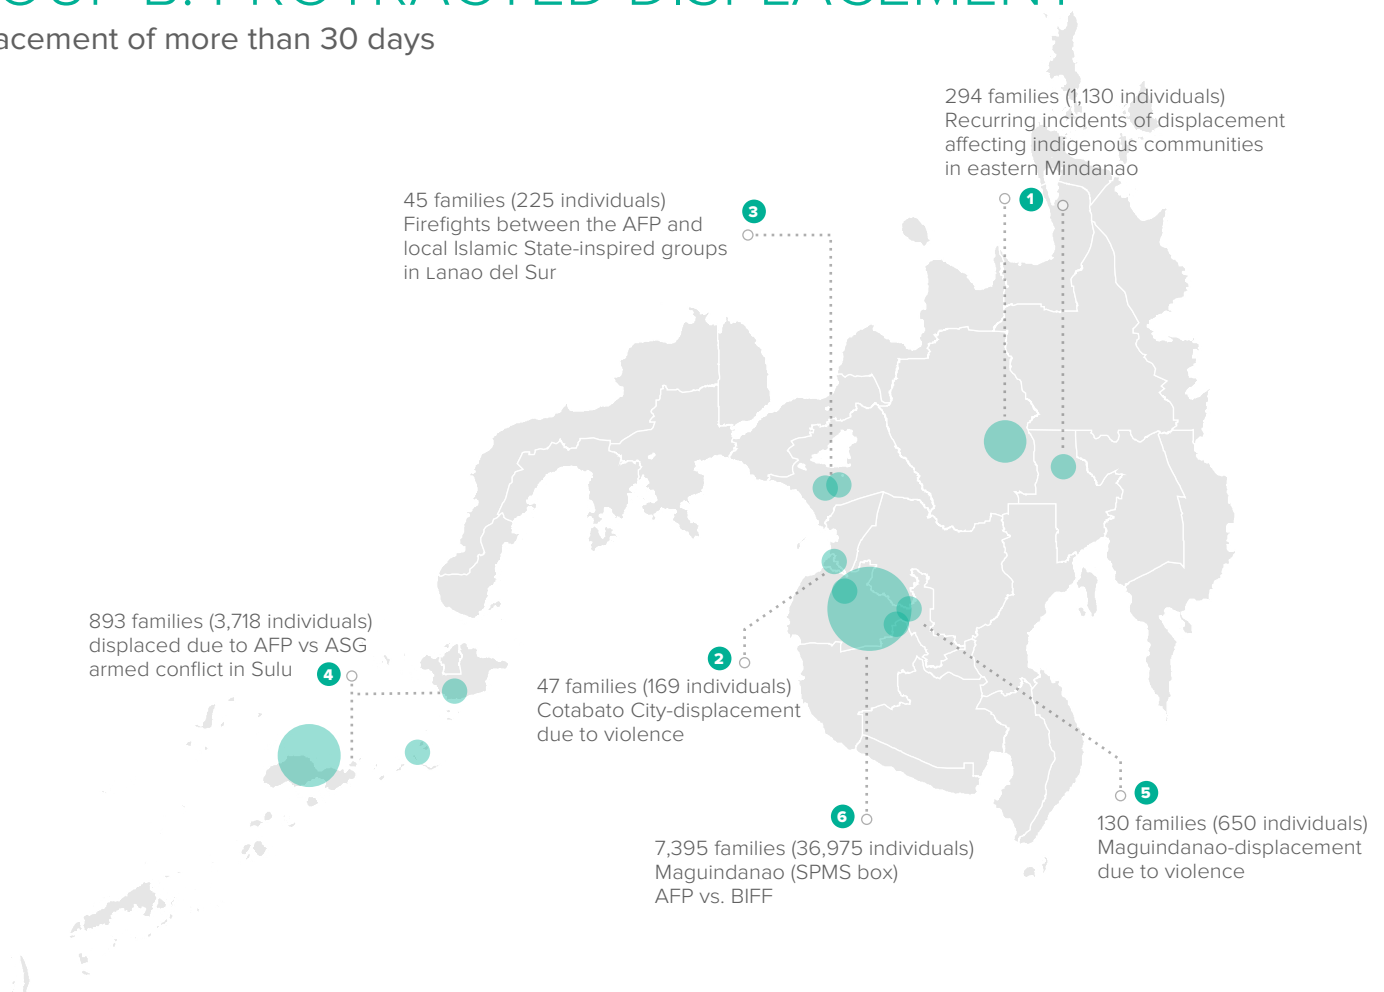 PROTRACTED DISPLACEMENT
of more than 30 days
294 families (1,130 individuals)
Recurring incidents of displacement
affecting indigenous communities
in eastern Mindanao
1
45 families (225 individuals)
Firefights between the AFP and
local Islamic State-inspired groups
in Lanao del Sur
3
893 families (3,718 individuals)
displaced due to AFP vs ASG
armed conflict in Sulu
4
2
47 families (169 individuals)
Cotabato City-displacement
due to violence
5
130 families (650 individuals)
Maguindanao-displacement
due to violence
6
7,395 families (36,975 individuals)
Maguindanao (SPMS box)
AFP vs. BIFF